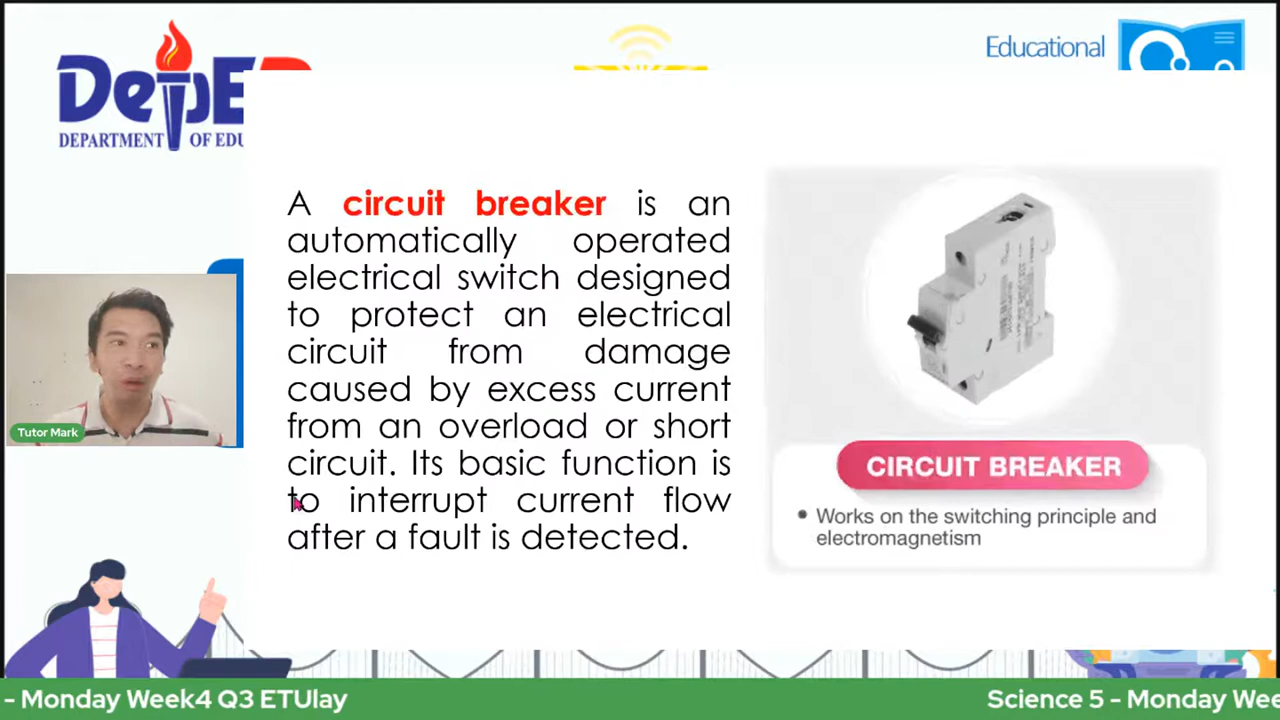 DepE
DEPARTMENT OF EDU
Educational
A circuit breaker is an
automatically operated
electrical switch designed
to protect an electrical
circuit from damage
caused by excess current
from an overload or short
circuit. Its basic function is
to interrupt current flow
after a fault is detected.
CIRCUIT BREAKER
• Works on the switching principle and
electromagnetism
Tutor Mark
- Monday Week4 Q3 ETUlay
Science 5 - Monday Wee